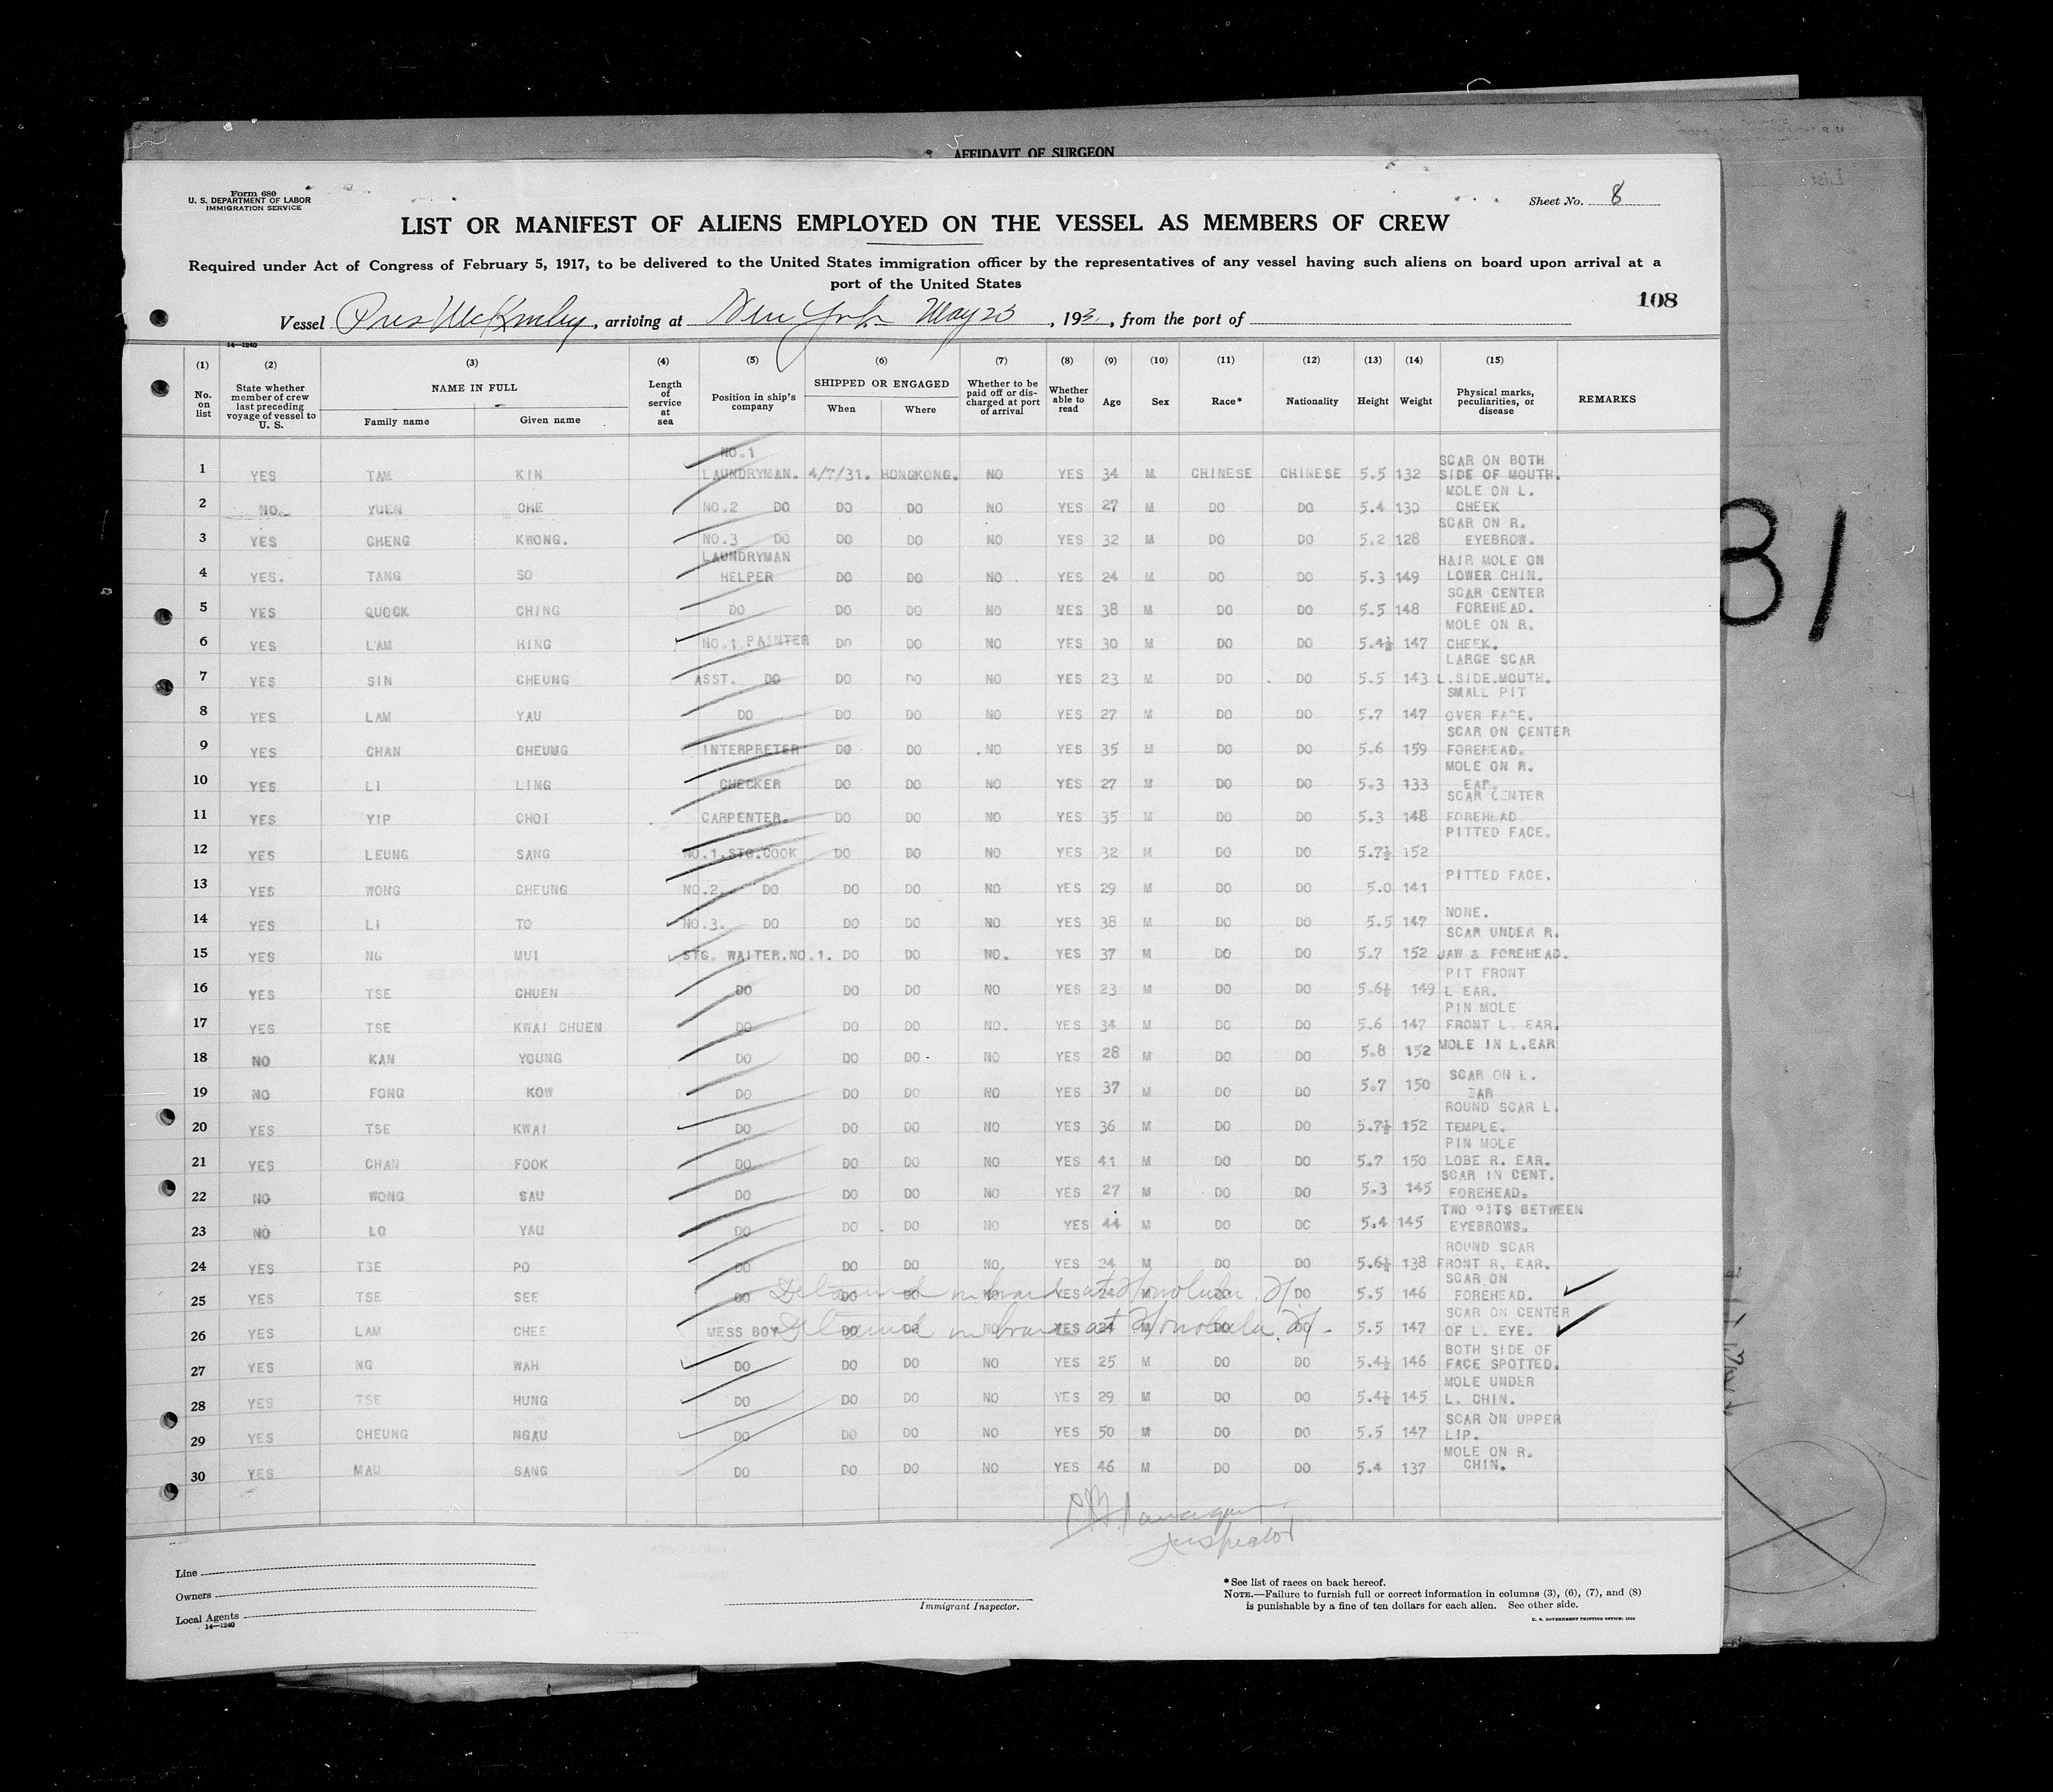 AFFIDAVIT OF SURGEON
Form 680
U. S. DEPARTMENT OF LABOR
IMMIGRATION SERVICE
Sheet No. 8
LIST OR MANIFEST OF ALIENS EMPLOYED ON THE VESSEL AS MEMBERS OF CREW
Required under Act of Congress of February 5, 1917, to be delivered to the United States immigration officer by the representatives of any vessel having such aliens on board upon arrival at a
port of the United States
108
Vessel Pres McKinley, arriving at New York May 23, 193, from the port of
14—1240
(1) (2) (3) (4) (5) (6) (7) (8) (9) (10) (11) (12) (13) (14) (15)
No. on list State whether member of crew last preceding voyage of vessel to U. S. NAME IN FULL Family name Given name Length of service at sea Position in ship's company SHIPPED OR ENGAGED When Where Whether to be paid off or discharged at port of arrival Whether able to read Age Sex Race* Nationality Height Weight Physical marks, peculiarities, or disease REMARKS
1 YES TAM KIN NO.1 LAUNDRYMAN. 4/7/31. HONGKONG. NO YES 34 M CHINESE CHINESE 5.5 132 SCAR ON BOTH SIDE OF MOUTH.
2 NO. YUEN CHE NO.2 DO DO DO NO YES 27 M DO DO 5.4 130 MOLE ON L. CHEEK
3 YES CHENG KWONG. NO.3 DO DO DO NO YES 32 M DO DO 5.2 128 SCAR ON R. EYEBROW.
4 YES. TANG SO LAUNDRYMAN HELPER DO DO NO YES 24 M DO DO 5.3 149 HAIR MOLE ON LOWER CHIN.
5 YES QUOCK CHING DO DO DO NO YES 38 M DO DO 5.5 148 SCAR CENTER FOREHEAD.
6 YES LAM HING NO.1 PAINTER DO DO NO YES 30 M DO DO 5.4½ 147 MOLE ON R. CHEEK.
7 YES SIN CHEUNG ASST. DO DO DO NO YES 23 M DO DO 5.5 143 LARGE SCAR L.SIDE.MOUTH.
8 YES LAM YAU DO DO DO NO YES 27 M DO DO 5.7 147 SMALL PIT OVER FACE.
9 YES CHAN CHEUNG INTERPRETER DO DO NO YES 35 M DO DO 5.6 159 SCAR ON CENTER FOREHEAD.
10 YES LI LING CHECKER DO DO NO YES 27 M DO DO 5.3 133 MOLE ON R. EAR.
11 YES YIP CHOI CARPENTER. DO DO NO YES 35 M DO DO 5.3 148 SCAR CENTER FOREHEAD
12 YES LEUNG SANG NO.1.STG.COOK DO DO NO YES 32 M DO DO 5.7½ 152 PITTED FACE.
13 YES WONG CHEUNG NO.2. DO DO DO NO YES 29 M DO DO 5.0 141 PITTED FACE.
14 YES LI TO NO.3. DO DO DO NO YES 38 M DO DO 5.5 147 NONE.
15 YES NG MUI STG. WAITER.NO.1. DO DO NO. YES 37 M DO DO 5.7 152 SCAR UNDER R. JAW & FOREHEAD.
16 YES TSE CHUEN DO DO DO NO YES 23 M DO DO 5.6½ 149 PIT FRONT L EAR.
17 YES TSE KWAI CHUEN DO DO DO NO. YES 34 M DO DO 5.6 147 PIN MOLE FRONT L. EAR.
18 NO KAN YOUNG DO DO DO NO YES 28 M DO DO 5.8 152 MOLE IN L.EAR
19 NO FONG KOW DO DO DO NO YES 37 M DO DO 5.7 150 SCAR ON L. EAR
20 YES TSE KWAI DO DO DO NO YES 36 M DO DO 5.7½ 152 ROUND SCAR L. TEMPLE.
21 YES CHAN FOOK DO DO DO NO YES 41 M DO DO 5.7 150 PIN MOLE LOBE R. EAR.
22 NO WONG SAU DO DO DO NO YES 27 M DO DO 5.3 145 SCAR IN CENT. FOREHEAD.
23 NO LO YAU DO DO DO NO YES 44 M DO DO 5.4 145 TWO PITS BETWEEN EYEBROWS.
24 YES TSE PO DO DO DO NO. YES 34 M DO DO 5.6½ 138 ROUND SCAR FRONT R. EAR.
25 YES TSE SEE DO DO DO NO YES 24 M DO DO 5.5 146 SCAR ON FOREHEAD.
Detained on board at Honolulu. H
26 YES LAM CHEE MESS BOY DO DO NO YES 21 M DO DO 5.5 147 SCAR ON CENTER OF L. EYE.
Detained on board at Honolulu. H.
27 YES NG WAH DO DO DO NO YES 25 M DO DO 5.4½ 146 BOTH SIDE OF FACE SPOTTED.
28 YES TSE HUNG DO DO DO NO YES 29 M DO DO 5.4½ 145 MOLE UNDER L. CHIN.
29 YES CHEUNG NGAU DO DO DO NO YES 50 M DO DO 5.5 147 SCAR ON UPPER LIP.
30 YES MAU SANG DO DO DO NO YES 46 M DO DO 5.4 137 MOLE ON R. CHIN.
Inspector
Line
Owners
Local Agents
14—1240
Immigrant Inspector.
*See list of races on back hereof.
NOTE.—Failure to furnish full or correct information in columns (3), (6), (7), and (8)
is punishable by a fine of ten dollars for each alien. See other side.
U. S. GOVERNMENT PRINTING OFFICE: 1930
31